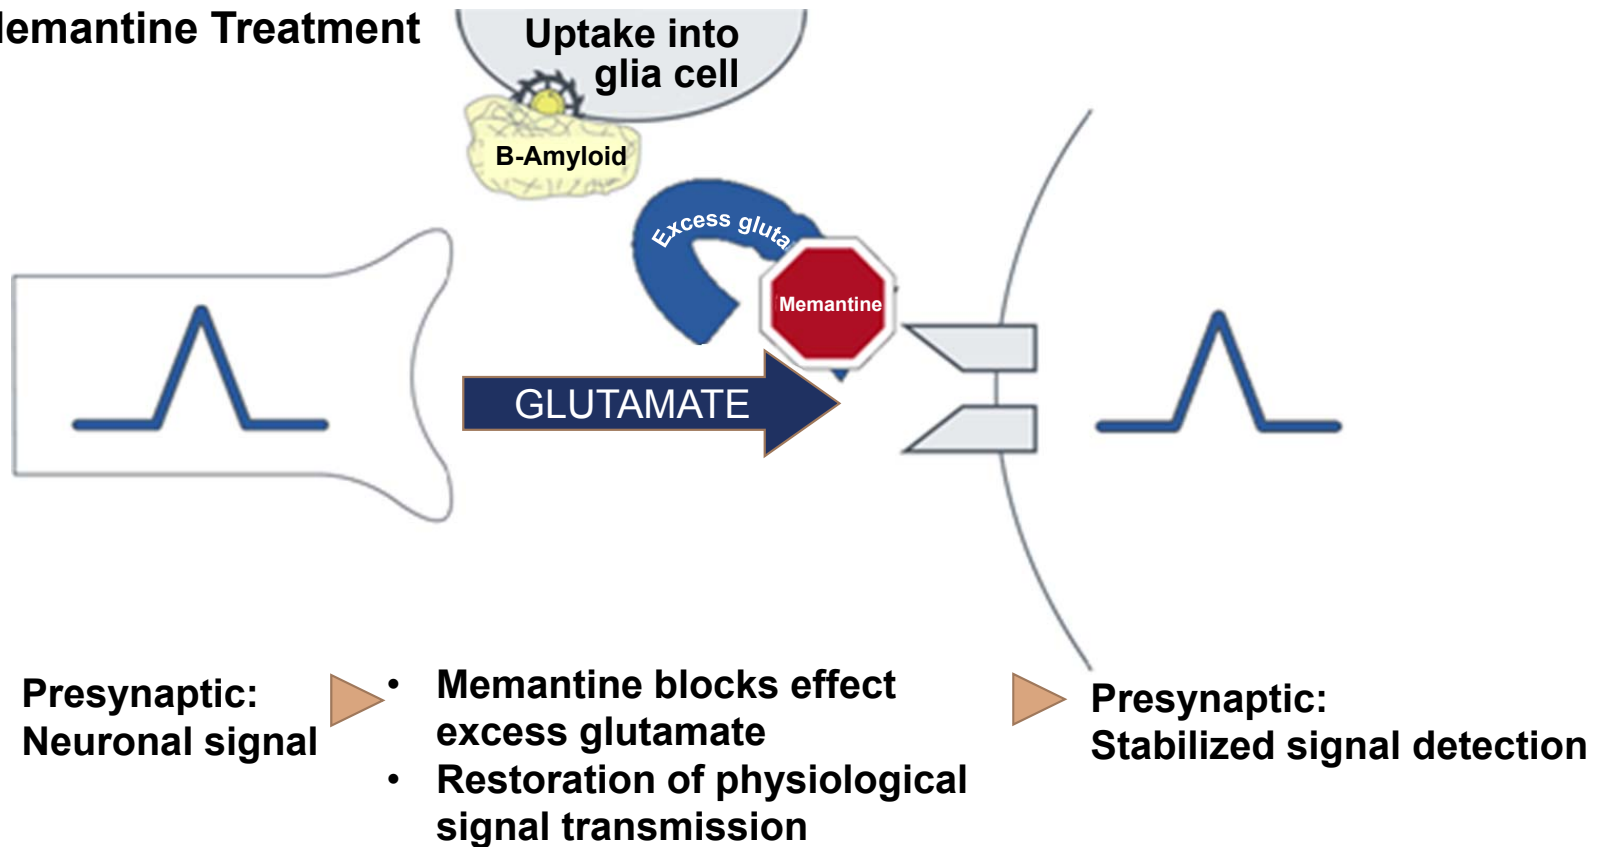 lemantine Treatment
Uptake into
glia cell
B-Amyloid
Excess gluta
Memantine
GLUTAMATE
Presynaptic:
Neuronal signal
• Memantine blocks effect
excess glutamate
• Restoration of physiological
signal transmission
Presynaptic:
Stabilized signal detection